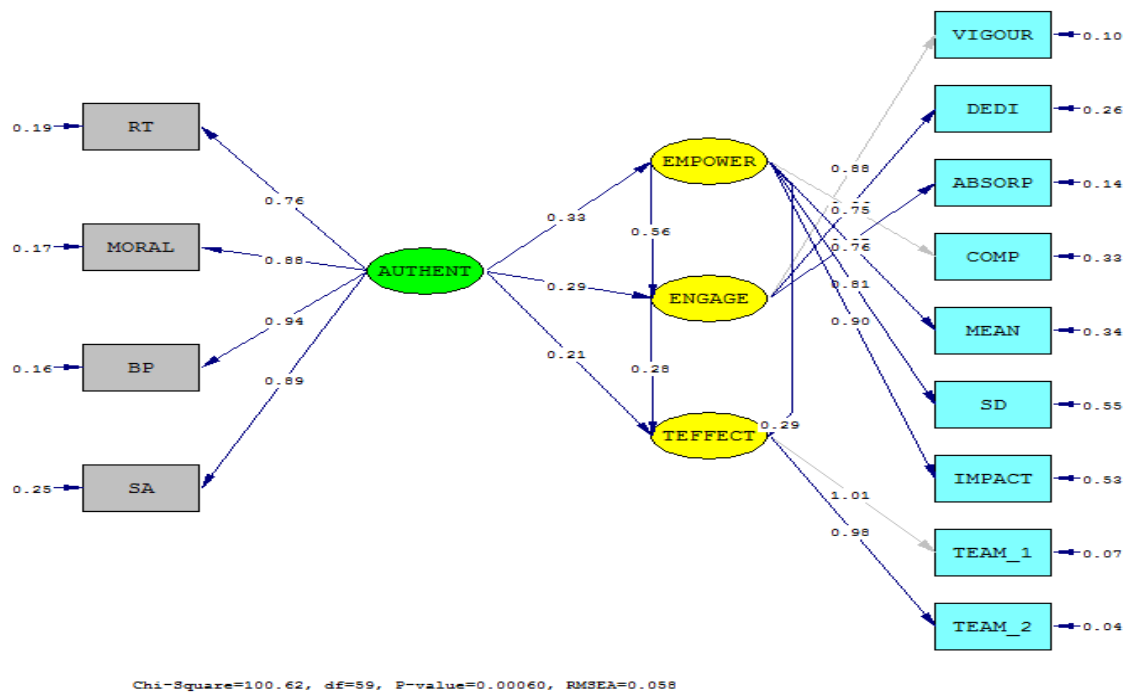 VIGOUR
0.10
DEDI
0.26
0.19
RT
EMPOWER
0.88
ABSORP
0.14
0.76
0.33
0.75
0.56
0.76
COMP
0.33
0.17
MORAL
0.88
AUTHENT
0.29
ENGAGE
0.81
0.90
MEAN
0.34
0.94
0.21
0.28
0.16
BP
0.89
SD
0.55
TEFFECT
0.29
0.25
SA
IMPACT
0.53
1.01
0.98
TEAM_1
0.07
TEAM_2
0.04
Chi-Square=100.62, df=59, P-value=0.00060, RMSEA=0.058